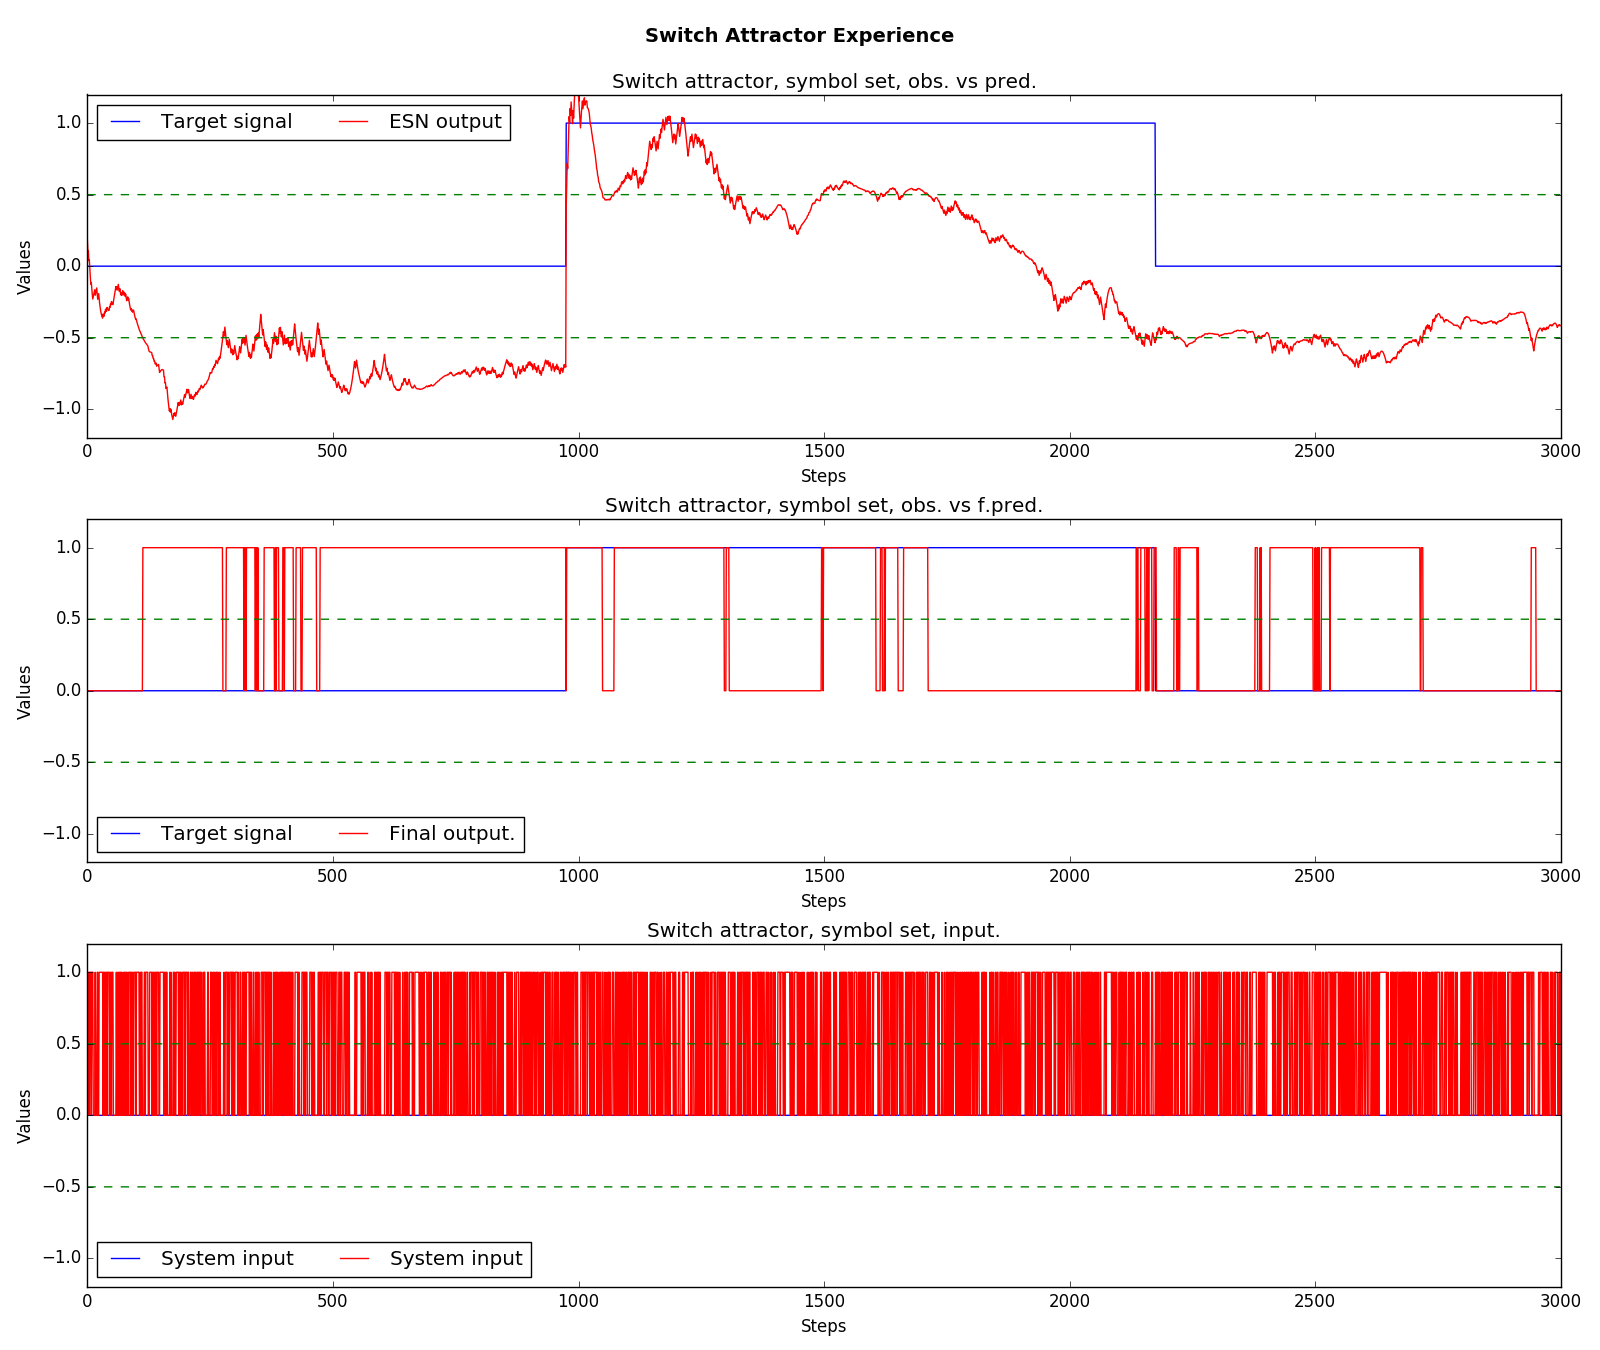 Switch Attractor Experience
Switch attractor, symbol set, obs. vs pred.
Target signal ESN output
1.0
0.5
0.0
−0.5
−1.0
Values
0 500 1000 1500 2000 2500 3000
Steps
Switch attractor, symbol set, obs. vs f.pred.
1.0
0.5
0.0
−0.5
−1.0
Values
Target signal Final output.
0 500 1000 1500 2000 2500 3000
Steps
Switch attractor, symbol set, input.
1.0
0.5
0.0
−0.5
−1.0
Values
System input System input
0 500 1000 1500 2000 2500 3000
Steps